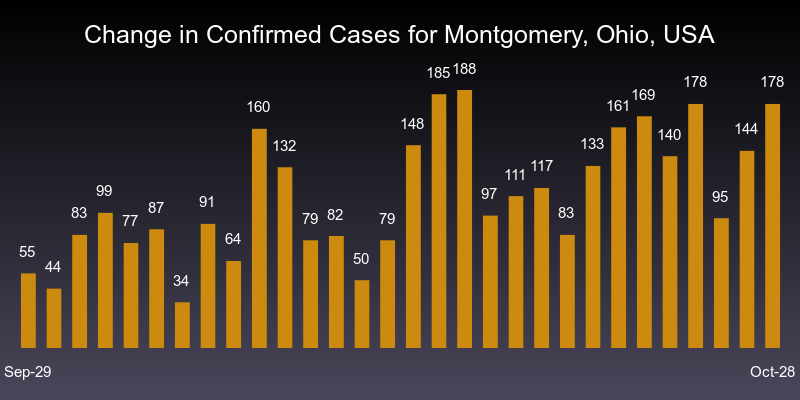 Change in Confirmed Cases for Montgomery, Ohio, USA
55 44 83 99 77 87 34 91 64 160 132 79 82 50 79 148 185 188 97 111 117 83 133 161 169 140 178 95 144 178
Sep-29 Oct-28